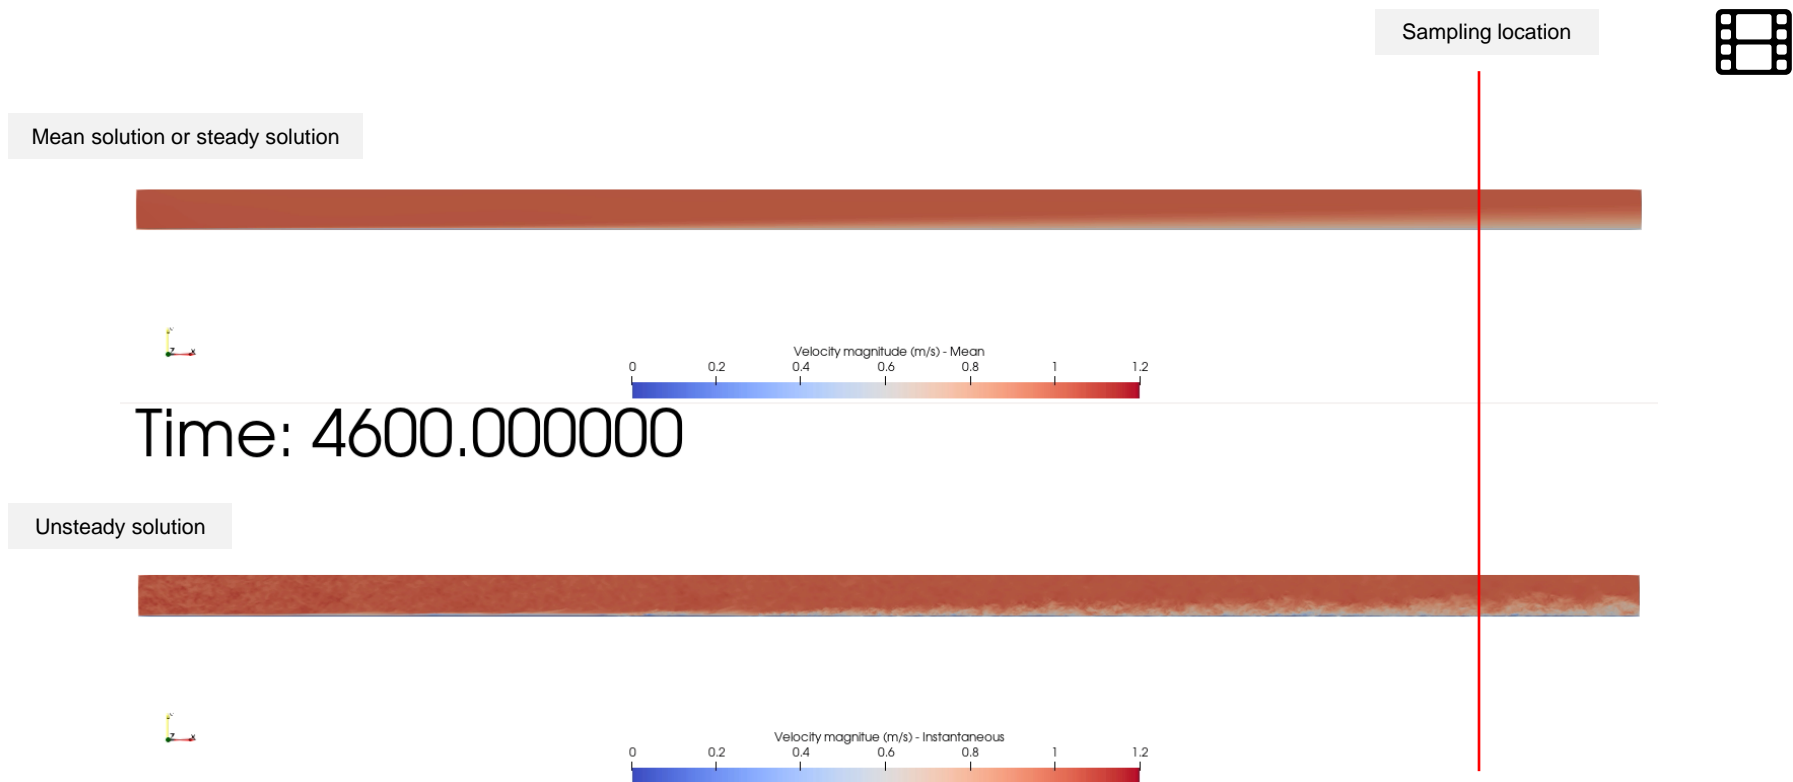 Sampling location
Mean solution or steady solution
Velocity magnitude (m/s) - Mean
0 0.2 0.4 0.6 0.8 1 1.2
Time: 4600.000000
Unsteady solution
Velocity magnitue (m/s) - Instantaneous
0 0.2 0.4 0.6 0.8 1 1.2